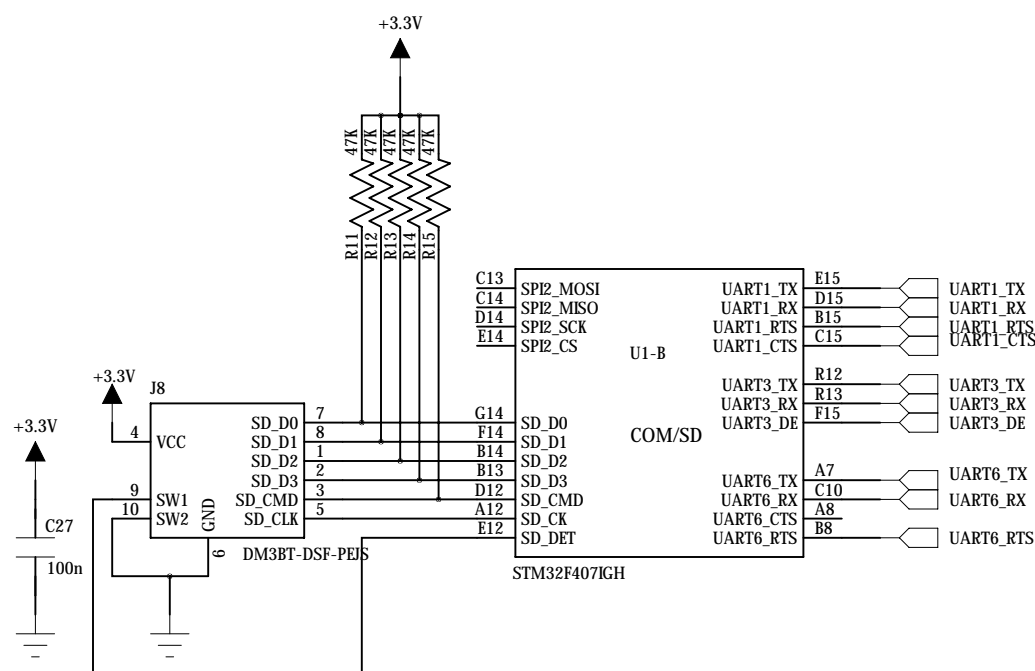 +3.3V
47K
47K
47K
47K
47K
R11
R12
R13
R14
R15
C13 SPI2_MOSI
C14 SPI2_MISO
D14 SPI2_SCK
E14 SPI2_CS
UART1_TX E15 UART1_TX
UART1_RX D15 UART1_RX
UART1_RTS B15 UART1_RTS
UART1_CTS C15 UART1_CTS
U1-B
COM/SD
UART3_TX R12 UART3_TX
UART3_RX R13 UART3_RX
UART3_DE F15 UART3_DE
UART6_TX A7 UART6_TX
UART6_RX C10 UART6_RX
UART6_CTS A8
UART6_RTS B8 UART6_RTS
G14 SD_D0
F14 SD_D1
B14 SD_D2
B13 SD_D3
D12 SD_CMD
A12 SD_CK
E12 SD_DET
STM32F407IGH
+3.3V
J8
4 VCC
9 SW1
10 SW2
GND
6
SD_D0 7
SD_D1 8
SD_D2 1
SD_D3 2
SD_CMD 3
SD_CLK 5
DM3BT-DSF-PEJS
+3.3V
C27
100n